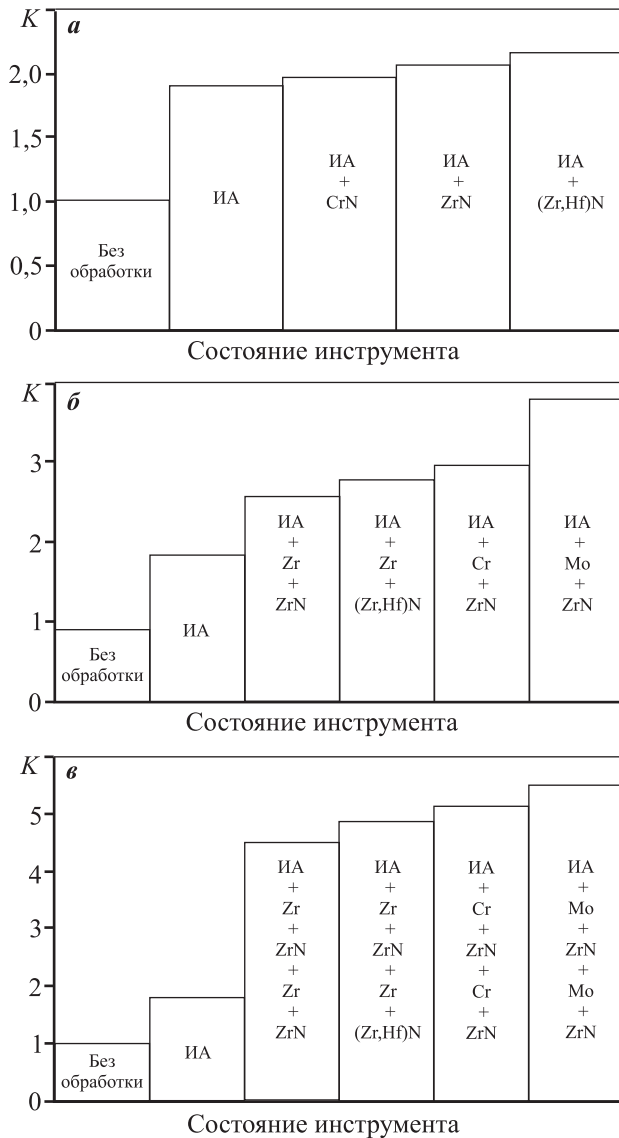 K
а
2,0
1,5
1,0
0,5
0
Без
обработки
ИА
ИА
+
CrN
ИА
+
ZrN
ИА
+
(Zr,Hf)N
Состояние инструмента
K
б
3
2
1
0
Без
обработки
ИА
ИА
+
Zr
+
ZrN
ИА
+
Zr
+
(Zr,Hf)N
ИА
+
Cr
+
ZrN
ИА
+
Mo
+
ZrN
Состояние инструмента
K
в
5
4
3
2
1
0
Без
обработки
ИА
ИА
+
Zr
+
ZrN
+
Zr
+
ZrN
ИА
+
Zr
+
ZrN
+
Zr
+
(Zr,Hf)N
ИА
+
Cr
+
ZrN
+
Cr
+
ZrN
ИА
+
Mo
+
ZrN
+
Mo
+
ZrN
Состояние инструмента